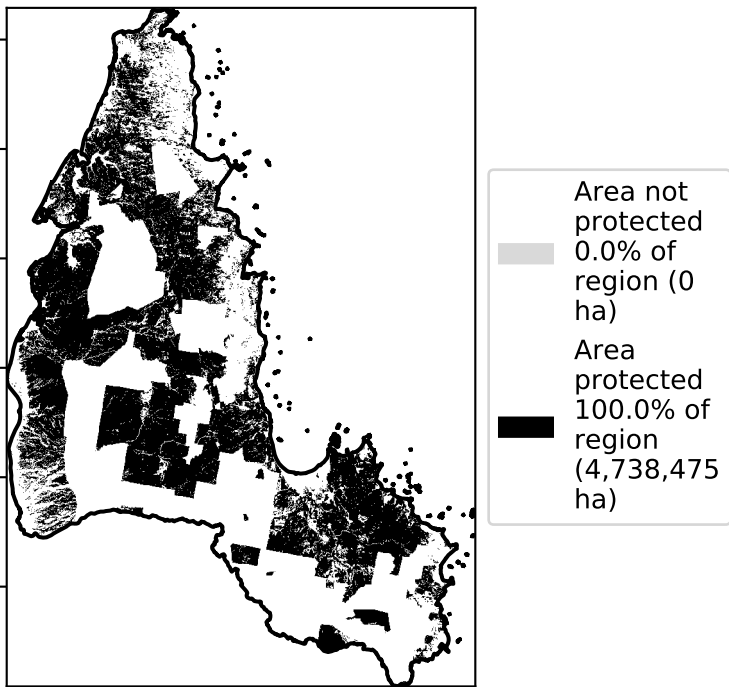 Area not
protected
0.0% of
region (0
ha)
Area
protected
100.0% of
region
(4,738,475
ha)